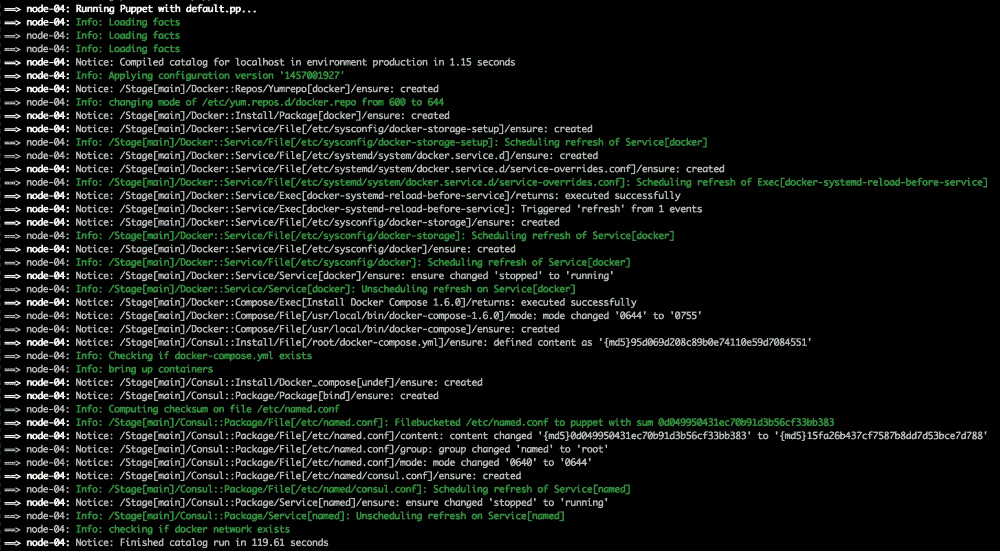 ==> node-04: Running Puppet with default.pp...
==> node-04: Info: Loading facts
==> node-04: Info: Loading facts
==> node-04: Info: Loading facts
==> node-04: Notice: Compiled catalog for localhost in environment production in 1.15 seconds
==> node-04: Info: Applying configuration version '1457001927'
==> node-04: Notice: /Stage[main]/Docker::Repos/Yumrepo[docker]/ensure: created
==> node-04: Info: changing mode of /etc/yum.repos.d/docker.repo from 600 to 644
==> node-04: Notice: /Stage[main]/Docker::Install/Package[docker]/ensure: created
==> node-04: Notice: /Stage[main]/Docker::Service/File[/etc/sysconfig/docker-storage-setup]/ensure: created
==> node-04: Info: /Stage[main]/Docker::Service/File[/etc/sysconfig/docker-storage-setup]: Scheduling refresh of Service[docker]
==> node-04: Notice: /Stage[main]/Docker::Service/File[/etc/systemd/system/docker.service.d]/ensure: created
==> node-04: Notice: /Stage[main]/Docker::Service/File[/etc/systemd/system/docker.service.d/service-overrides.conf]/ensure: created
==> node-04: Info: /Stage[main]/Docker::Service/File[/etc/systemd/system/docker.service.d/service-overrides.conf]: Scheduling refresh of Exec[docker-systemd-reload-before-service]
==> node-04: Notice: /Stage[main]/Docker::Service/Exec[docker-systemd-reload-before-service]/returns: executed successfully
==> node-04: Notice: /Stage[main]/Docker::Service/Exec[docker-systemd-reload-before-service]: Triggered 'refresh' from 1 events
==> node-04: Notice: /Stage[main]/Docker::Service/File[/etc/sysconfig/docker-storage]/ensure: created
==> node-04: Info: /Stage[main]/Docker::Service/File[/etc/sysconfig/docker-storage]: Scheduling refresh of Service[docker]
==> node-04: Notice: /Stage[main]/Docker::Service/File[/etc/sysconfig/docker]/ensure: created
==> node-04: Info: /Stage[main]/Docker::Service/File[/etc/sysconfig/docker]: Scheduling refresh of Service[docker]
==> node-04: Notice: /Stage[main]/Docker::Service/Service[docker]/ensure: ensure changed 'stopped' to 'running'
==> node-04: Info: /Stage[main]/Docker::Service/Service[docker]: Unscheduling refresh on Service[docker]
==> node-04: Notice: /Stage[main]/Docker::Compose/Exec[Install Docker Compose 1.6.0]/returns: executed successfully
==> node-04: Notice: /Stage[main]/Docker::Compose/File[/usr/local/bin/docker-compose-1.6.0]/mode: mode changed '0644' to '0755'
==> node-04: Notice: /Stage[main]/Docker::Compose/File[/usr/local/bin/docker-compose]/ensure: created
==> node-04: Notice: /Stage[main]/Consul::Install/File[/root/docker-compose.yml]/ensure: defined content as '{md5}95d069d208c89b0e74110e59d7084551'
==> node-04: Info: Checking if docker-compose.yml exists
==> node-04: Info: bring up containers
==> node-04: Notice: /Stage[main]/Consul::Install/Docker_compose[undef]/ensure: created
==> node-04: Notice: /Stage[main]/Consul::Package/Package[bind]/ensure: created
==> node-04: Info: Computing checksum on file /etc/named.conf
==> node-04: Info: /Stage[main]/Consul::Package/File[/etc/named.conf]: Filebucketed /etc/named.conf to puppet with sum 0d049950431ec70b91d3b56cf33bb383
==> node-04: Notice: /Stage[main]/Consul::Package/File[/etc/named.conf]/content: content changed '{md5}0d049950431ec70b91d3b56cf33bb383' to '{md5}15fa26b437cf7587b8dd7d53bce7d788'
==> node-04: Notice: /Stage[main]/Consul::Package/File[/etc/named.conf]/group: group changed 'named' to 'root'
==> node-04: Notice: /Stage[main]/Consul::Package/File[/etc/named.conf]/mode: mode changed '0640' to '0644'
==> node-04: Notice: /Stage[main]/Consul::Package/File[/etc/named/consul.conf]/ensure: created
==> node-04: Info: /Stage[main]/Consul::Package/File[/etc/named/consul.conf]: Scheduling refresh of Service[named]
==> node-04: Notice: /Stage[main]/Consul::Package/Service[named]/ensure: ensure changed 'stopped' to 'running'
==> node-04: Info: /Stage[main]/Consul::Package/Service[named]: Unscheduling refresh on Service[named]
==> node-04: Info: checking if docker network exists
==> node-04: Notice: Finished catalog run in 119.61 seconds